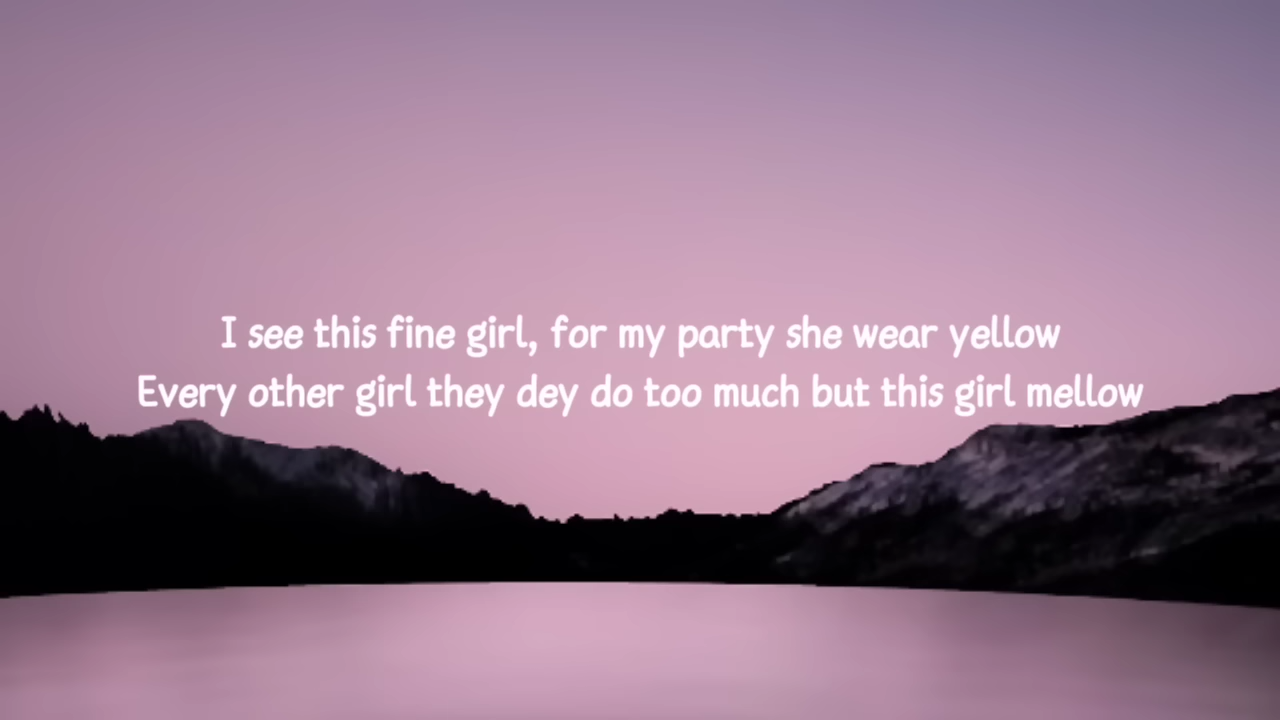 I see this fine girl, for my party she wear yellow
Every other girl they dey do too much but this girl mellow